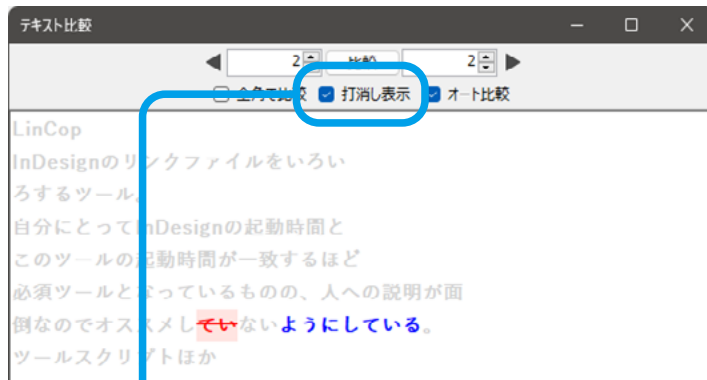 テキスト比較
2 比較 2
全角で比較 打消し表示 オート比較
LinCop
InDesignのリンクファイルをいろい
ろするツール。
自分にとってInDesignの起動時間と
このツールの起動時間が一致するほど
必須ツールとなっているものの、人への説明が面
倒なのでオススメしていないようにしている。
ツールスクリプトほか